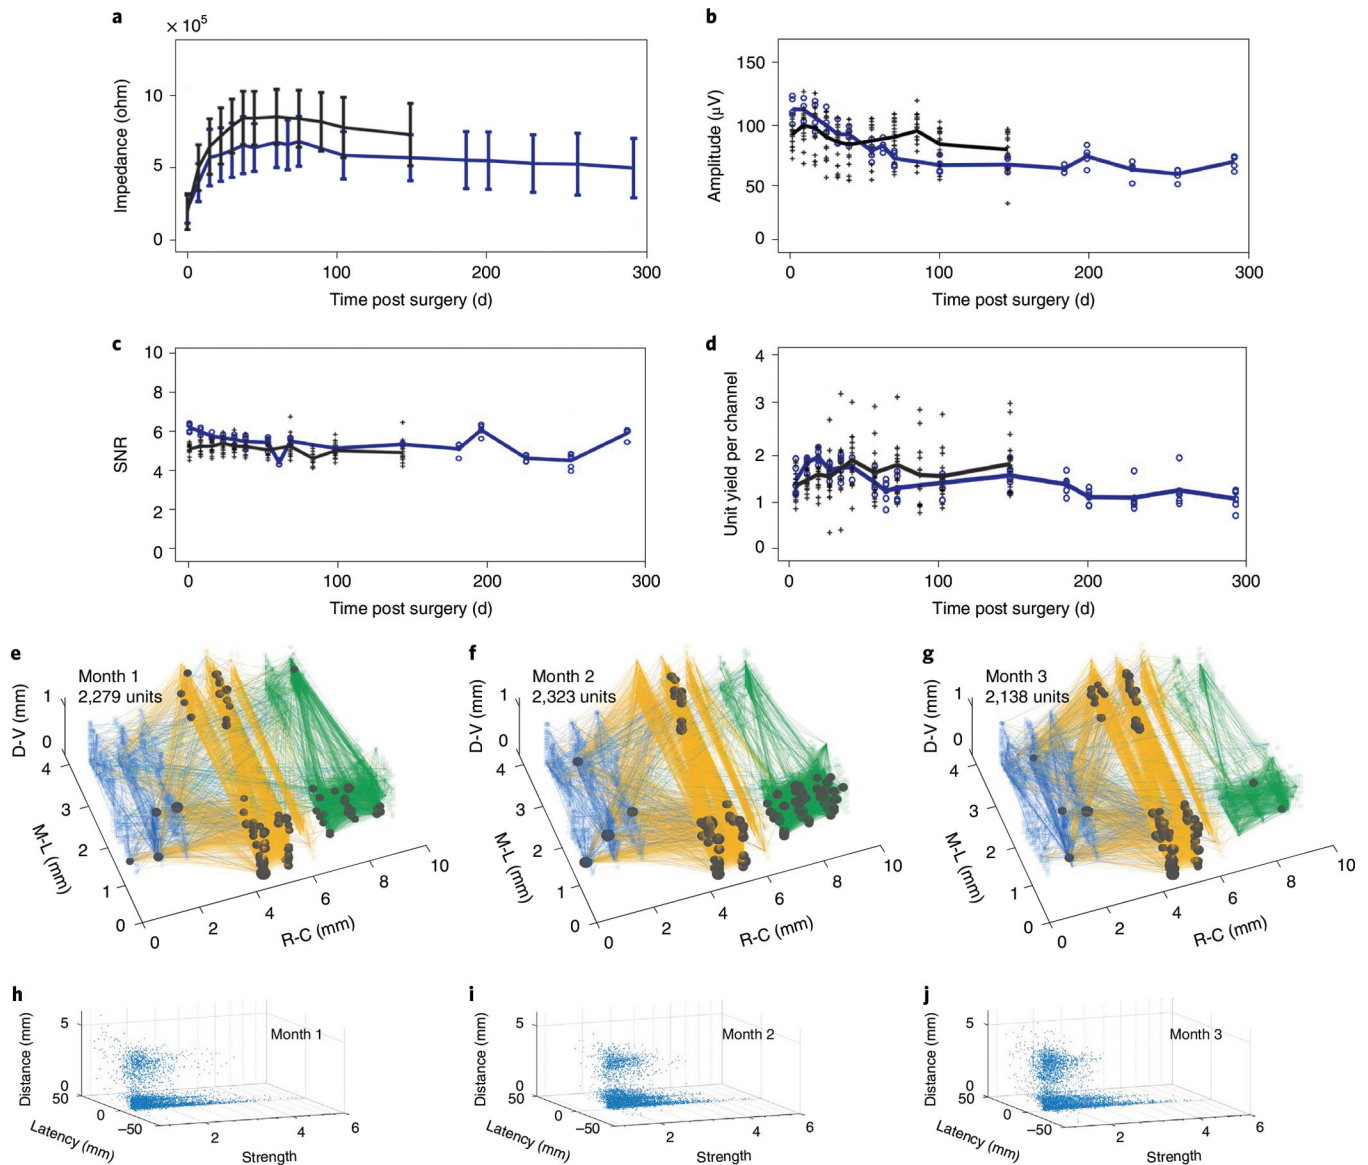 a
× 10⁵
Impedance (ohm)
10
5
0
0
100
200
300
Time post surgery (d)
b
Amplitude (µV)
150
100
50
0
0
100
200
300
Time post surgery (d)
c
SNR
10
8
6
4
2
0
0
100
200
300
Time post surgery (d)
d
Unit yield per channel
4
3
2
1
0
0
100
200
300
Time post surgery (d)
e
Month 1
2,279 units
D-V (mm)
1
0
4
3
2
1
0
M-L (mm)
0
2
4
6
8
10
R-C (mm)
f
Month 2
2,323 units
D-V (mm)
1
0
4
3
2
1
0
M-L (mm)
0
2
4
6
8
10
R-C (mm)
g
Month 3
2,138 units
D-V (mm)
1
0
4
3
2
1
0
M-L (mm)
0
2
4
6
8
10
R-C (mm)
h
Month 1
Distance (mm)
5
0
50
0
−50
Latency (mm)
2
4
6
Strength
i
Month 2
Distance (mm)
5
0
50
0
−50
Latency (mm)
2
4
6
Strength
j
Month 3
Distance (mm)
5
0
50
0
−50
Latency (mm)
2
4
6
Strength